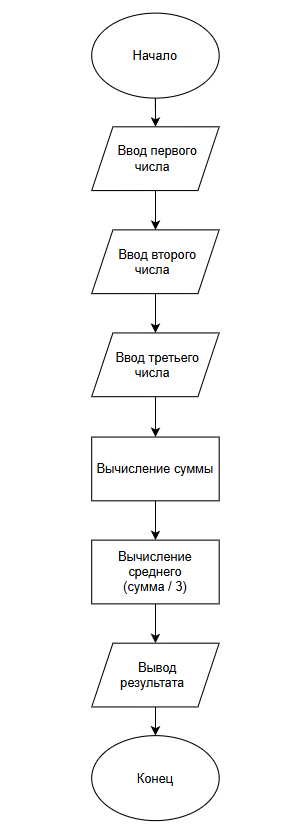 Начало
Ввод первого
числа
Ввод второго
числа
Ввод третьего
числа
Вычисление суммы
Вычисление
среднего
(сумма / 3)
Вывод
результата
Конец